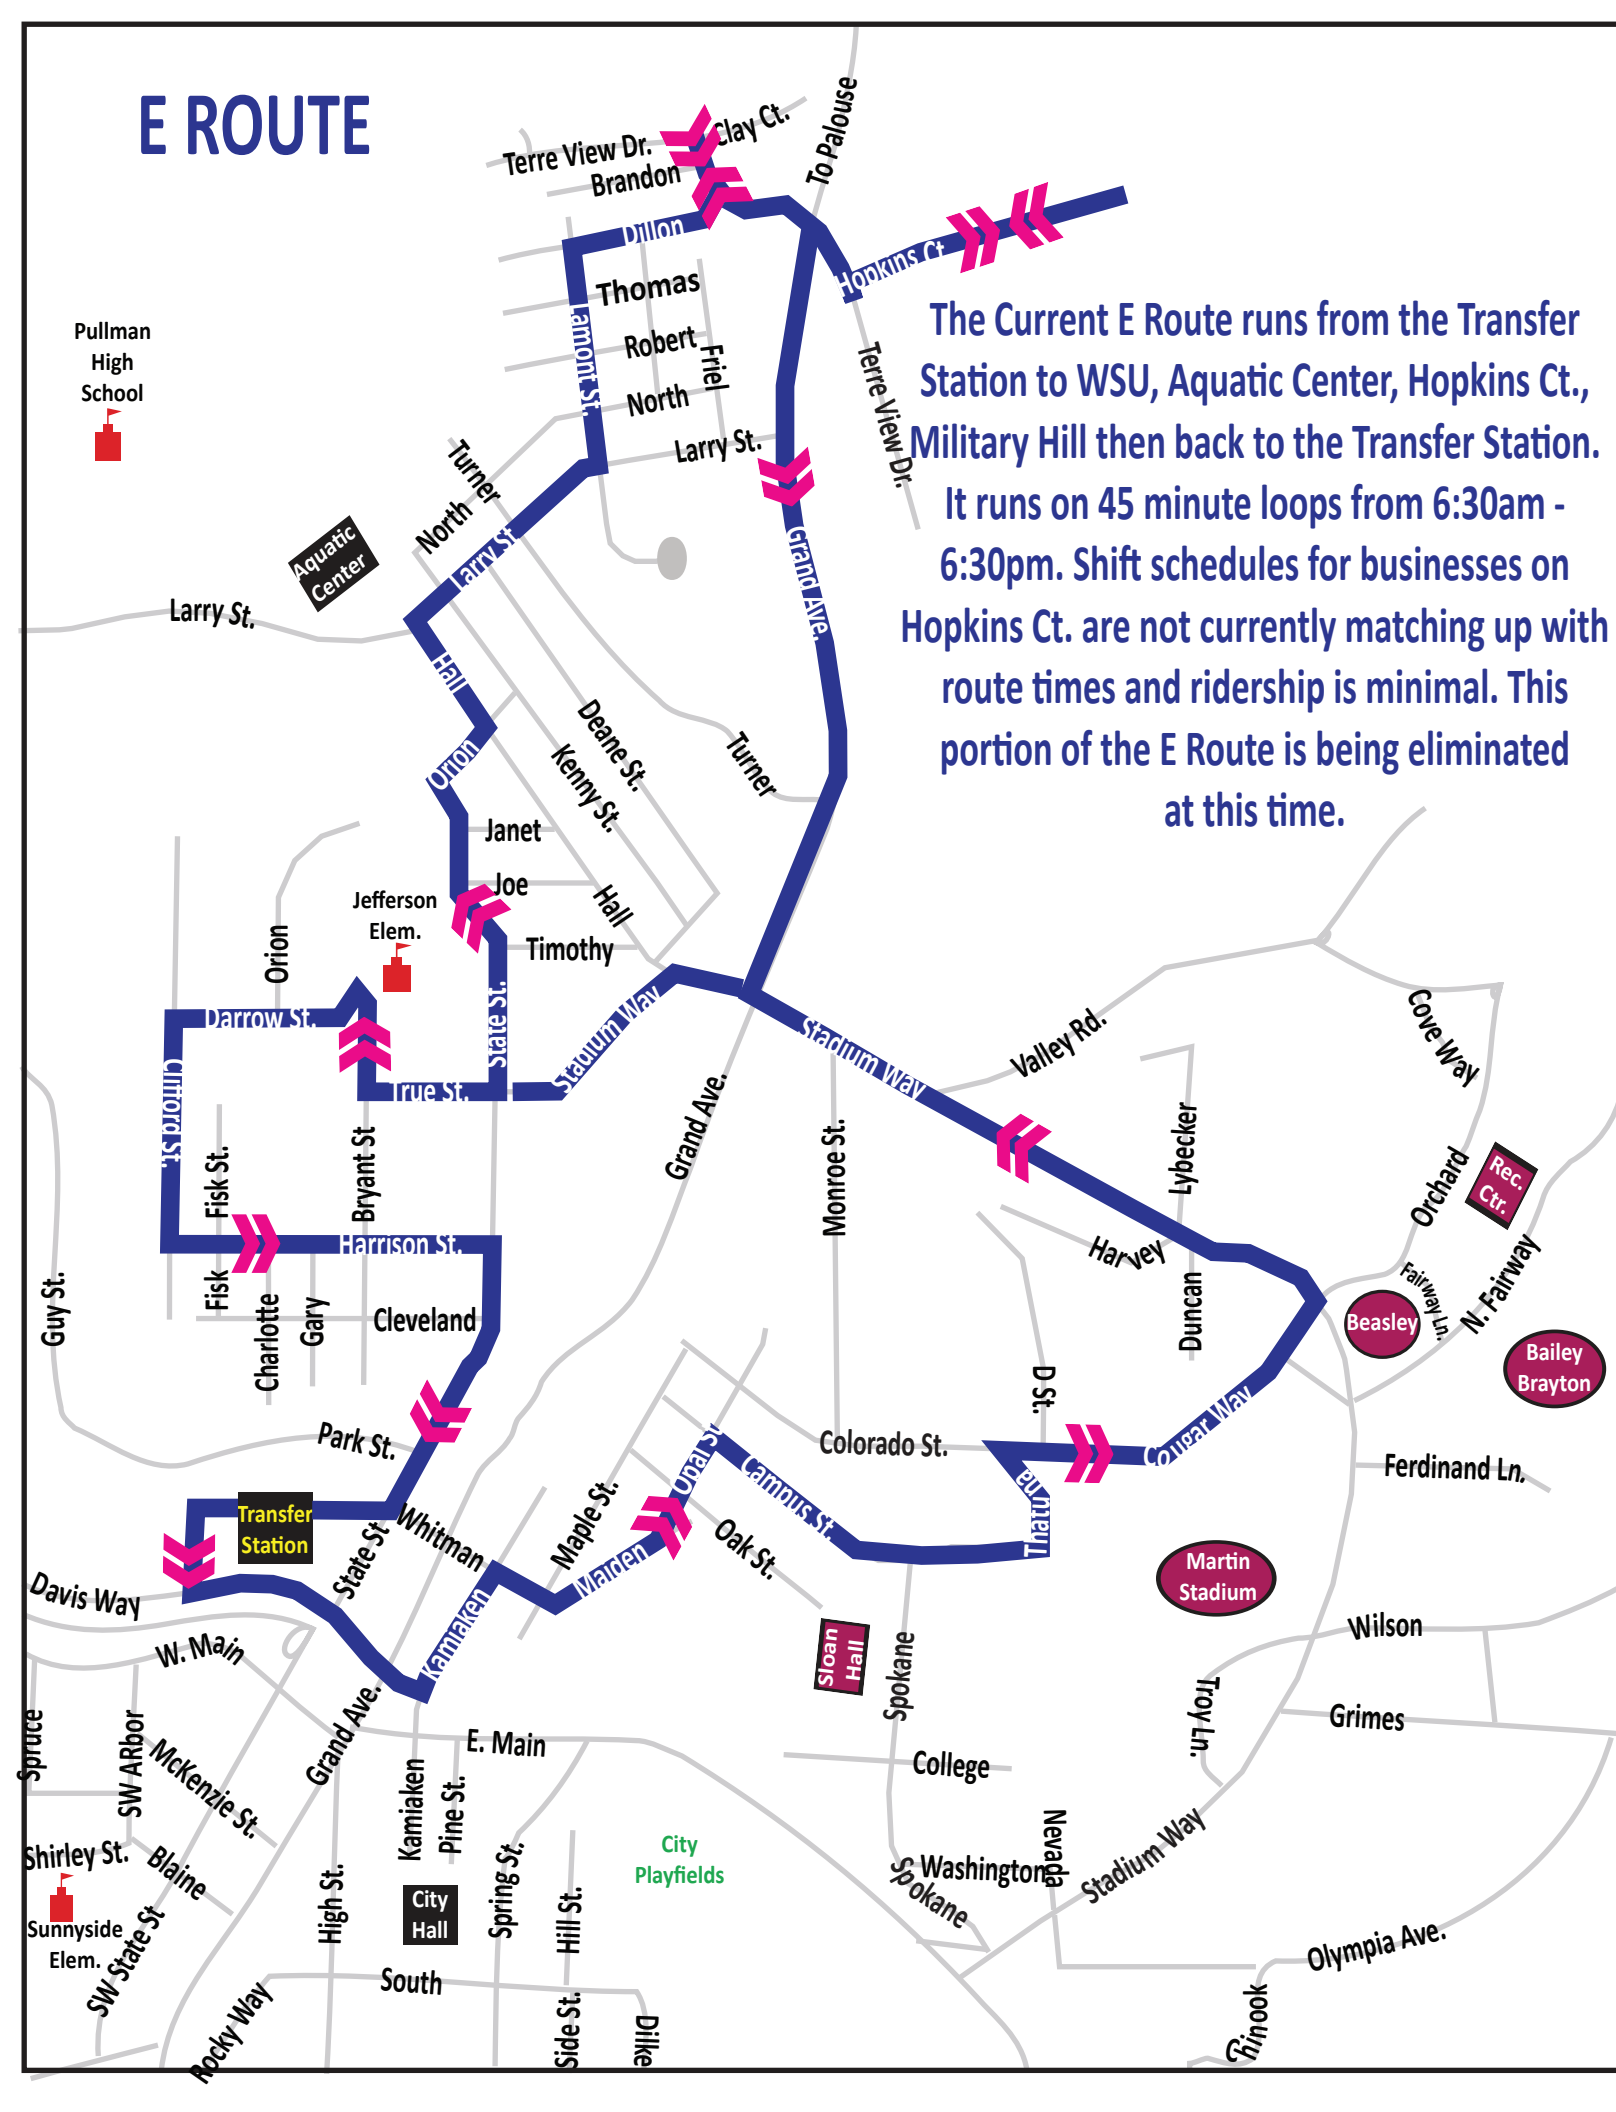 E ROUTE
To Palouse
Clay Ct.
Terre View Dr.
Brandon
Dillon
Hopkins Ct
Thomas
Lamont St.
Robert
Friel
North
Larry St.
Terre View Dr.
The Current E Route runs from the Transfer
Station to WSU, Aquatic Center, Hopkins Ct.,
Military Hill then back to the Transfer Station.
It runs on 45 minute loops from 6:30am -
6:30pm. Shift schedules for businesses on
Hopkins Ct. are not currently matching up with
route times and ridership is minimal. This
portion of the E Route is being eliminated
at this time.
Pullman
High
School
Turner
North
Larry St
Aquatic
Center
Larry St.
Grand Ave.
Hall
Orion
Deane St.
Kenny St.
Turner
Janet
Joe
Hall
Timothy
Jefferson
Elem.
Orion
Darrow St.
State St.
Stadium Way
Stadium Way
Valley Rd.
Cove Way
True St.
Clifford St.
Grand Ave.
Monroe St.
Lybecker
Orchard
Rec.
Ctr.
Fisk St.
Bryant St
Harrison St.
Harvey
Fairway Ln.
N. Fairway
Guy St.
Fisk
Charlotte
Gary
Cleveland
Duncan
Beasley
Bailey
Brayton
D St.
Park St.
Opal St
Colorado St.
Cougar Way
Ferdinand Ln.
Campus St.
Thatuna
Transfer
Station
Whitman
State St
Maple St.
Maiden
Oak St.
Martin
Stadium
Davis Way
Kamiaken
Sloan
Hall
Spokane
Wilson
W. Main
Troy Ln.
Grimes
Spruce
SW ARbor
McKenzie St.
Grand Ave.
E. Main
College
Kamiaken
Pine St.
Nevada
Stadium Way
Shirley St.
Blaine
City
Playfields
Spokane
Washington
High St.
City
Hall
Spring St.
Hill St.
Sunnyside
Elem.
SW State St
Olympia Ave.
South
Rocky Way
Side St.
Dilke
Chinook